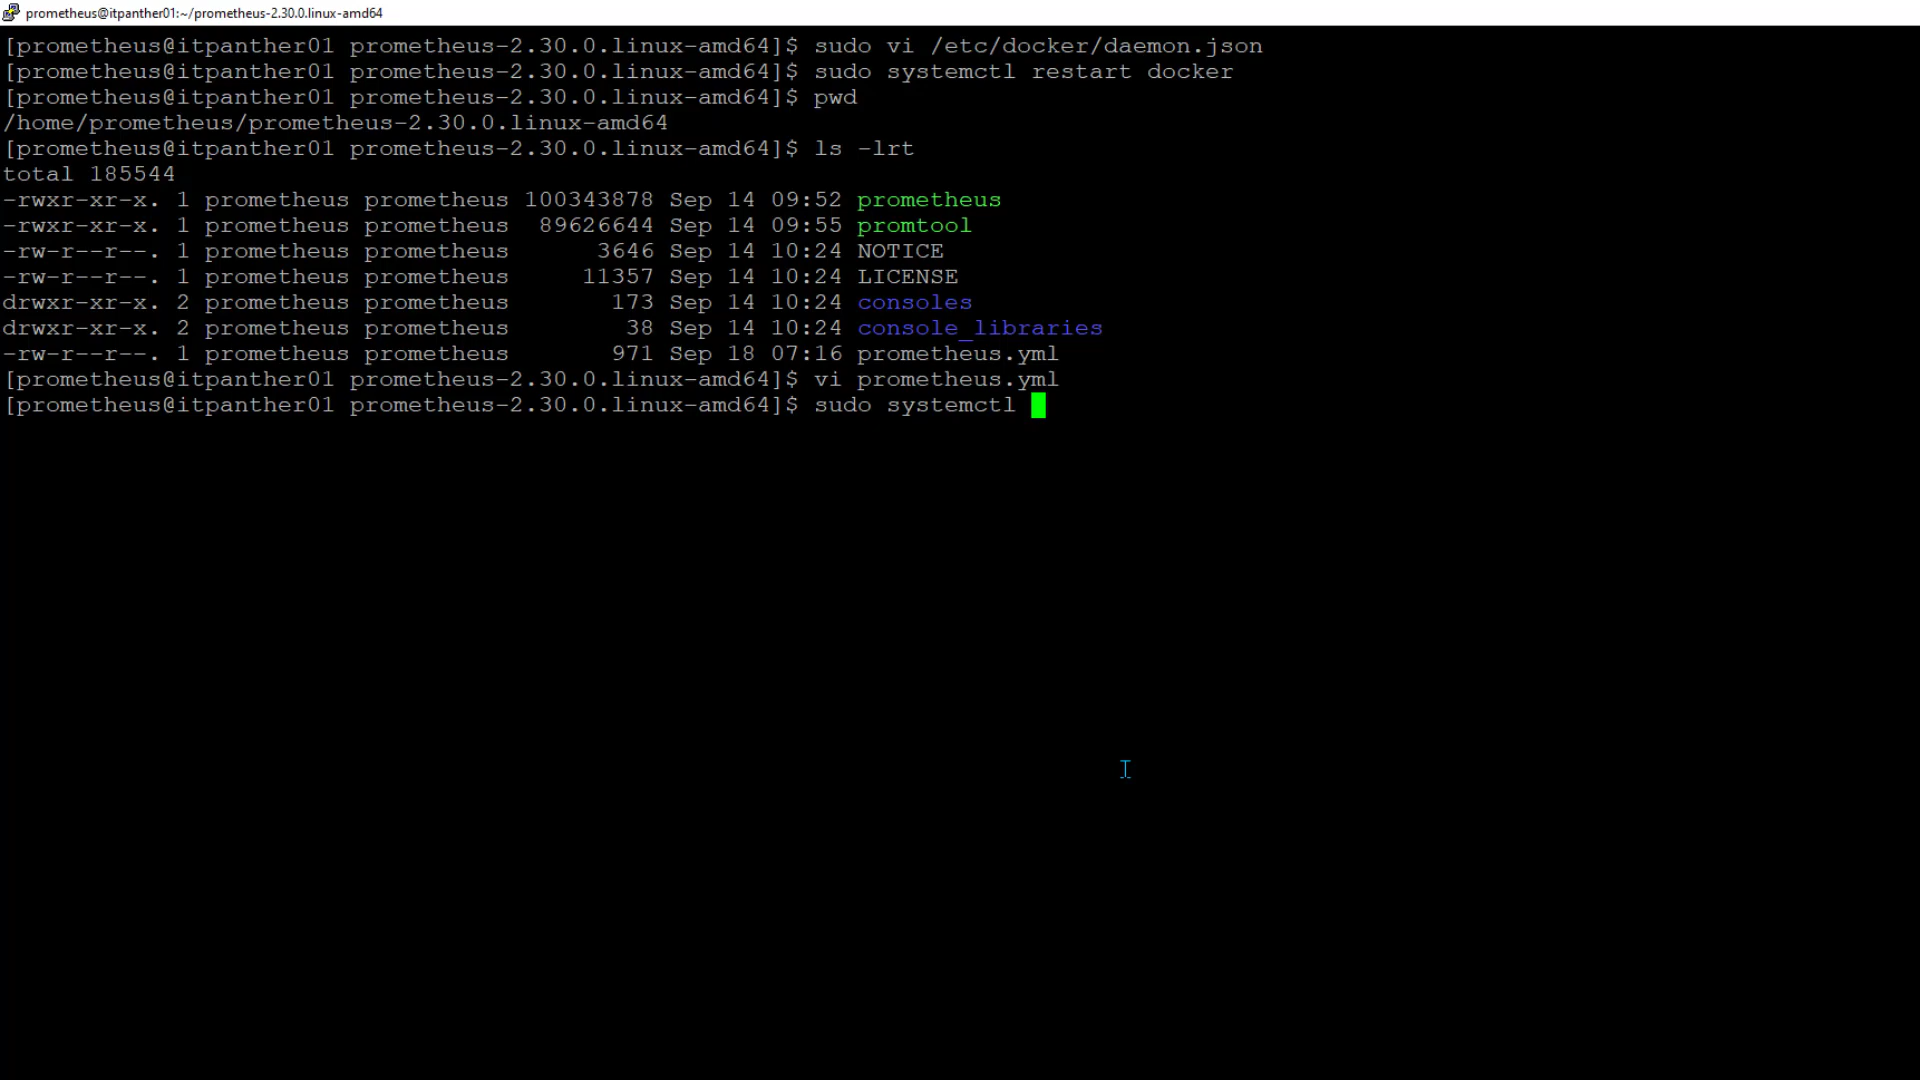 prometheus@itpanther01:~/prometheus-2.30.0.linux-amd64
[prometheus@itpanther01 prometheus-2.30.0.linux-amd64]$ sudo vi /etc/docker/daemon.json
[prometheus@itpanther01 prometheus-2.30.0.linux-amd64]$ sudo systemctl restart docker
[prometheus@itpanther01 prometheus-2.30.0.linux-amd64]$ pwd
/home/prometheus/prometheus-2.30.0.linux-amd64
[prometheus@itpanther01 prometheus-2.30.0.linux-amd64]$ ls -lrt
total 185544
-rwxr-xr-x. 1 prometheus prometheus 100343878 Sep 14 09:52 prometheus
-rwxr-xr-x. 1 prometheus prometheus  89626644 Sep 14 09:55 promtool
-rw-r--r--. 1 prometheus prometheus      3646 Sep 14 10:24 NOTICE
-rw-r--r--. 1 prometheus prometheus     11357 Sep 14 10:24 LICENSE
drwxr-xr-x. 2 prometheus prometheus       173 Sep 14 10:24 consoles
drwxr-xr-x. 2 prometheus prometheus        38 Sep 14 10:24 console_libraries
-rw-r--r--. 1 prometheus prometheus       971 Sep 18 07:16 prometheus.yml
[prometheus@itpanther01 prometheus-2.30.0.linux-amd64]$ vi prometheus.yml
[prometheus@itpanther01 prometheus-2.30.0.linux-amd64]$ sudo systemctl